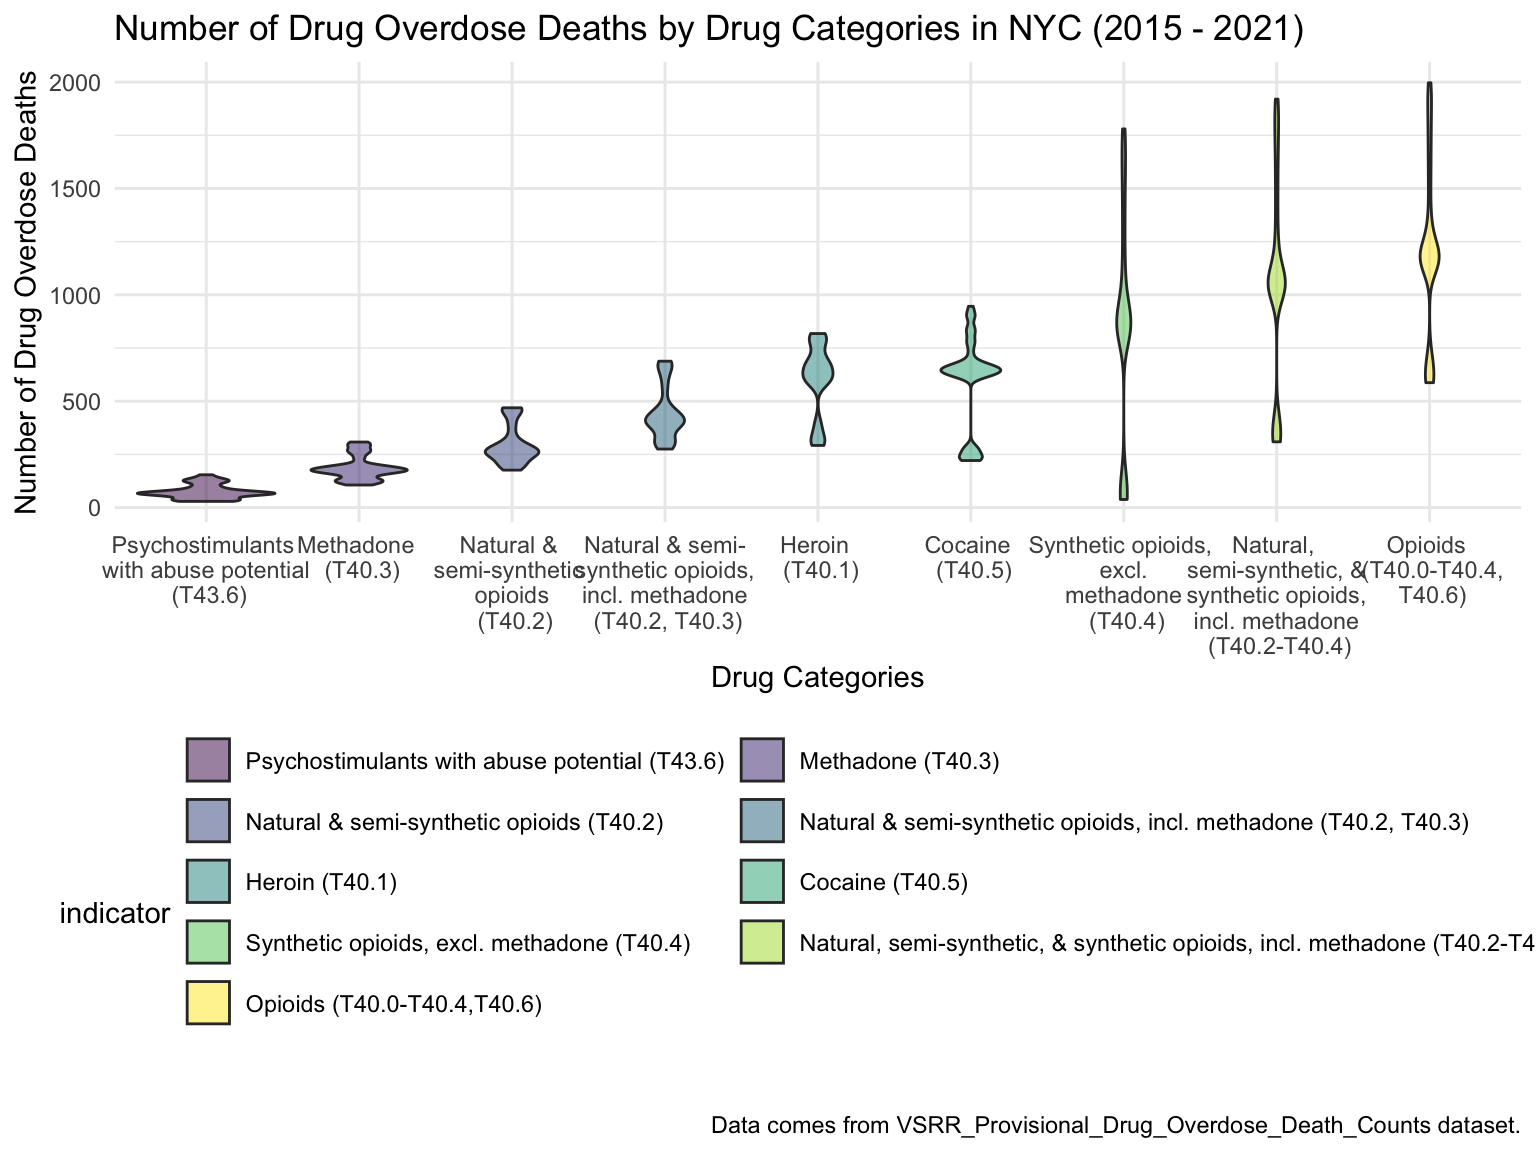 Number of Drug Overdose Deaths by Drug Categories in NYC (2015 - 2021)
Number of Drug Overdose Deaths
2000
1500
1000
500
0
Psychostimulants
with abuse potential
(T43.6)
Methadone
(T40.3)
Natural &
semi-synthetic
opioids
(T40.2)
Natural & semi-
synthetic opioids,
incl. methadone
(T40.2, T40.3)
Heroin
(T40.1)
Cocaine
(T40.5)
Synthetic opioids,
excl.
methadone
(T40.4)
Natural,
semi-synthetic, &
synthetic opioids,
incl. methadone
(T40.2-T40.4)
Opioids
(T40.0-T40.4,
T40.6)
Drug Categories
indicator
Psychostimulants with abuse potential (T43.6)
Methadone (T40.3)
Natural & semi-synthetic opioids (T40.2)
Natural & semi-synthetic opioids, incl. methadone (T40.2, T40.3)
Heroin (T40.1)
Cocaine (T40.5)
Synthetic opioids, excl. methadone (T40.4)
Natural, semi-synthetic, & synthetic opioids, incl. methadone (T40.2-T4
Opioids (T40.0-T40.4,T40.6)
Data comes from VSRR_Provisional_Drug_Overdose_Death_Counts dataset.